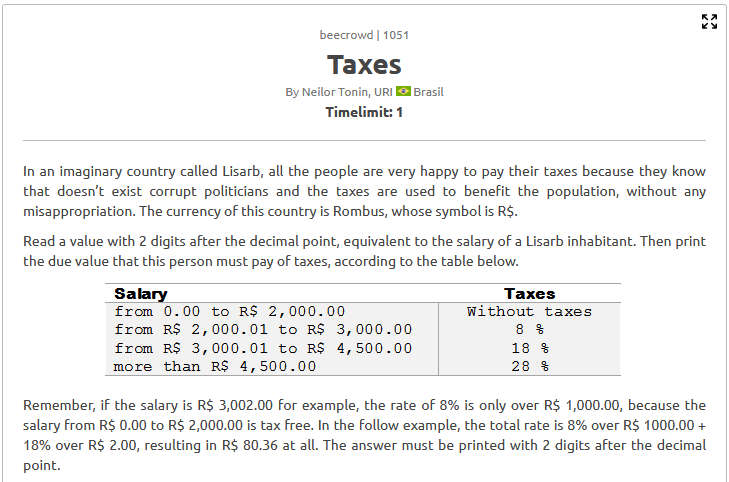 beecrowd | 1051
Taxes
By Neilor Tonin, URI Brasil
Timelimit: 1
In an imaginary country called Lisarb, all the people are very happy to pay their taxes because they know
that doesn't exist corrupt politicians and the taxes are used to benefit the population, without any
misappropriation. The currency of this country is Rombus, whose symbol is R$.
Read a value with 2 digits after the decimal point, equivalent to the salary of a Lisarb inhabitant. Then print
the due value that this person must pay of taxes, according to the table below.
Salary Taxes
from 0.00 to R$ 2,000.00 Without taxes
from R$ 2,000.01 to R$ 3,000.00 8 %
from R$ 3,000.01 to R$ 4,500.00 18 %
more than R$ 4,500.00 28 %
Remember, if the salary is R$ 3,002.00 for example, the rate of 8% is only over R$ 1,000.00, because the
salary from R$ 0.00 to R$ 2,000.00 is tax free. In the follow example, the total rate is 8% over R$ 1000.00 +
18% over R$ 2.00, resulting in R$ 80.36 at all. The answer must be printed with 2 digits after the decimal
point.